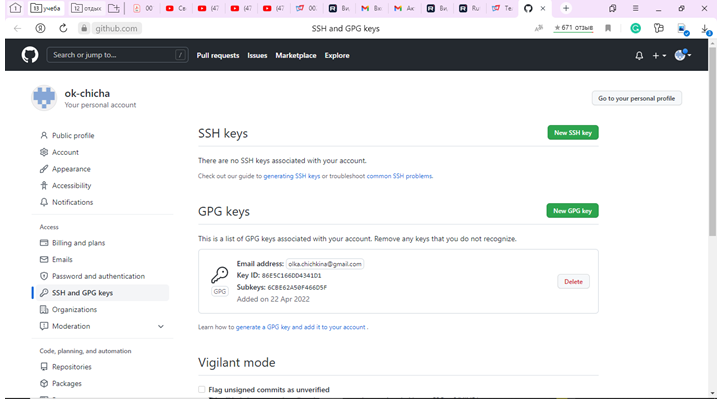 13 учеба
12 отдых
00
Се
(4
(4
(4
00.
Ви
Ви
Ак
Ви
Ru
Те
github.com
SSH and GPG keys
★ 671 отзыв
Search or jump to...
/
Pull requests
Issues
Marketplace
Explore
ok-chicha
Your personal account
Go to your personal profile
Public profile
Account
Appearance
Accessibility
Notifications
Access
Billing and plans
Emails
Password and authentication
SSH and GPG keys
Organizations
Moderation
Code, planning, and automation
Repositories
Packages
SSH keys
New SSH key
There are no SSH keys associated with your account.
Check out our guide to generating SSH keys or troubleshoot common SSH problems.
GPG keys
New GPG key
This is a list of GPG keys associated with your account. Remove any keys that you do not recognize.
GPG
Email address: olka.chichkina@gmail.com
Key ID: 86E5C166DD4341D1
Subkeys: 6CBE62A50F466D5F
Added on 22 Apr 2022
Delete
Learn how to generate a GPG key and add it to your account .
Vigilant mode
Flag unsigned commits as unverified